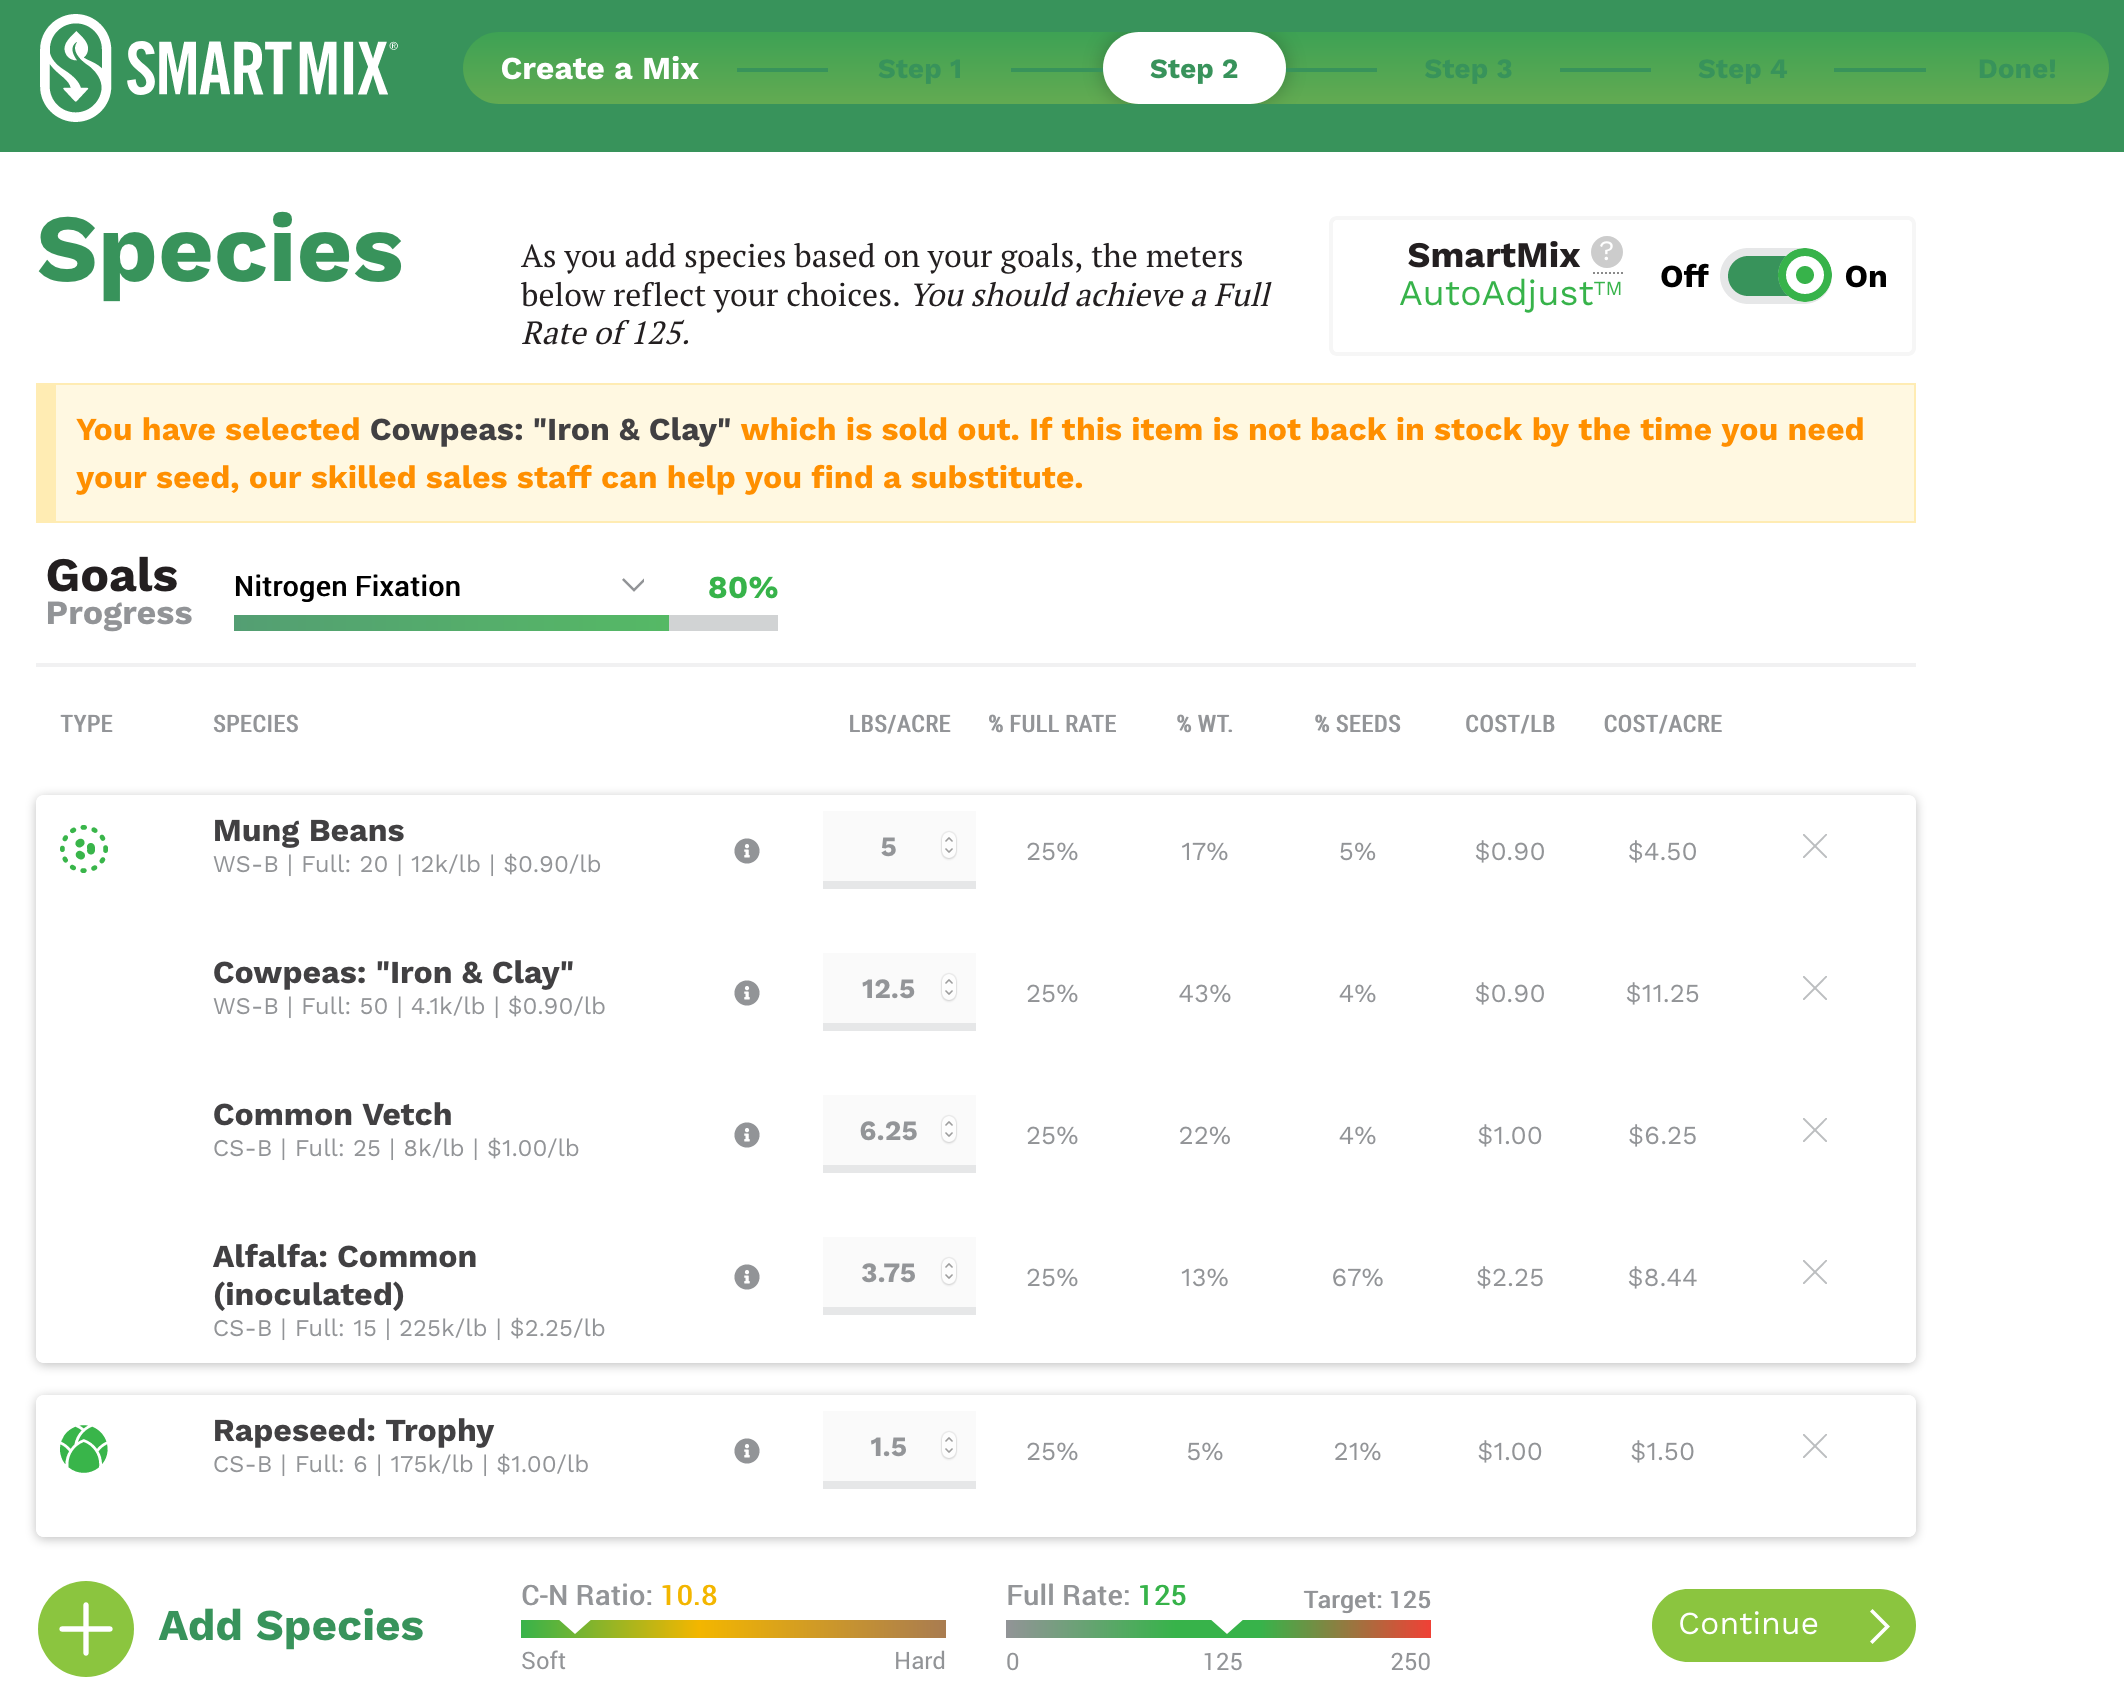 SMARTMIX®
Create a Mix
Step 1
Step 2
Step 3
Step 4
Done!
Species
As you add species based on your goals, the meters
below reflect your choices. You should achieve a Full
Rate of 125.
SmartMix ?
AutoAdjust™
Off
On
You have selected Cowpeas: "Iron & Clay" which is sold out. If this item is not back in stock by the time you need
your seed, our skilled sales staff can help you find a substitute.
Goals
Progress
Nitrogen Fixation
80%
TYPE SPECIES LBS/ACRE % FULL RATE % WT. % SEEDS COST/LB COST/ACRE
Mung Beans
WS-B | Full: 20 | 12k/lb | $0.90/lb
5 25% 17% 5% $0.90 $4.50
Cowpeas: "Iron & Clay"
WS-B | Full: 50 | 4.1k/lb | $0.90/lb
12.5 25% 43% 4% $0.90 $11.25
Common Vetch
CS-B | Full: 25 | 8k/lb | $1.00/lb
6.25 25% 22% 4% $1.00 $6.25
Alfalfa: Common
(inoculated)
CS-B | Full: 15 | 225k/lb | $2.25/lb
3.75 25% 13% 67% $2.25 $8.44
Rapeseed: Trophy
CS-B | Full: 6 | 175k/lb | $1.00/lb
1.5 25% 5% 21% $1.00 $1.50
Add Species
C-N Ratio: 10.8
Soft Hard
Full Rate: 125 Target: 125
0 125 250
Continue